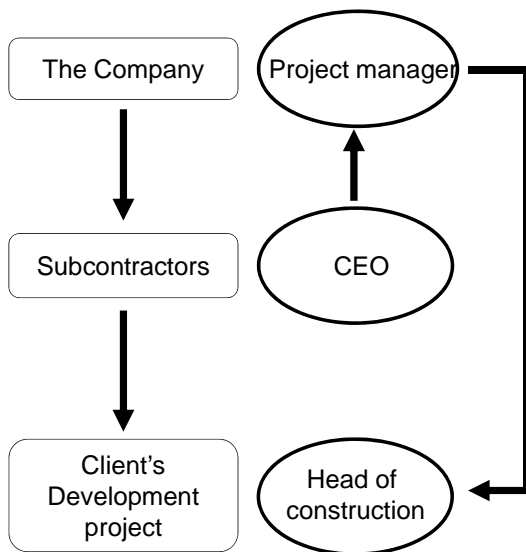 The Company
Project manager
Subcontractors
CEO
Client’s
Development
project
Head of
construction